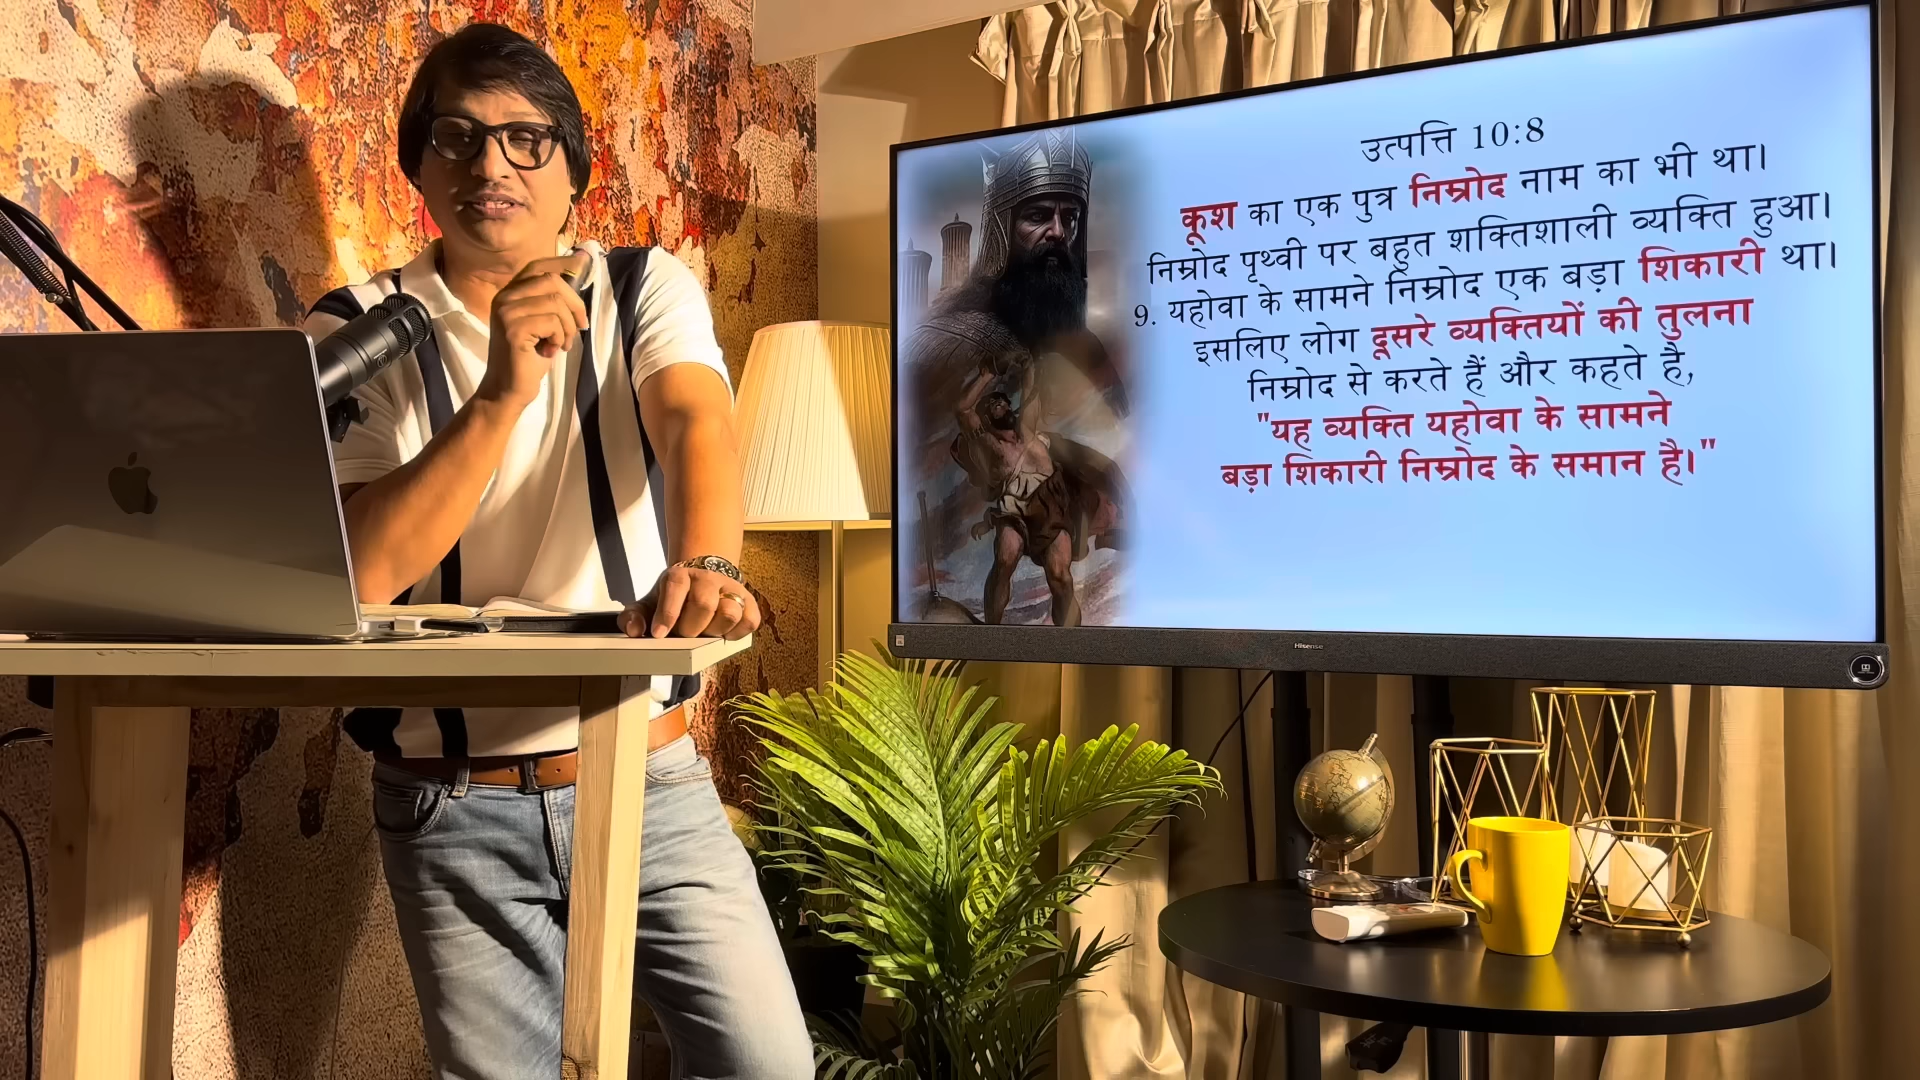 उत्पत्ति 10:8
कूश का एक पुत्र निम्रोद नाम का भी था।
निम्रोद पृथ्वी पर बहुत शक्तिशाली व्यक्ति हुआ।
9. यहोवा के सामने निम्रोद एक बड़ा शिकारी था।
इसलिए लोग दूसरे व्यक्तियों की तुलना
निम्रोद से करते हैं और कहते है,
"यह व्यक्ति यहोवा के सामने
बड़ा शिकारी निम्रोद के समान है।"
Hisense